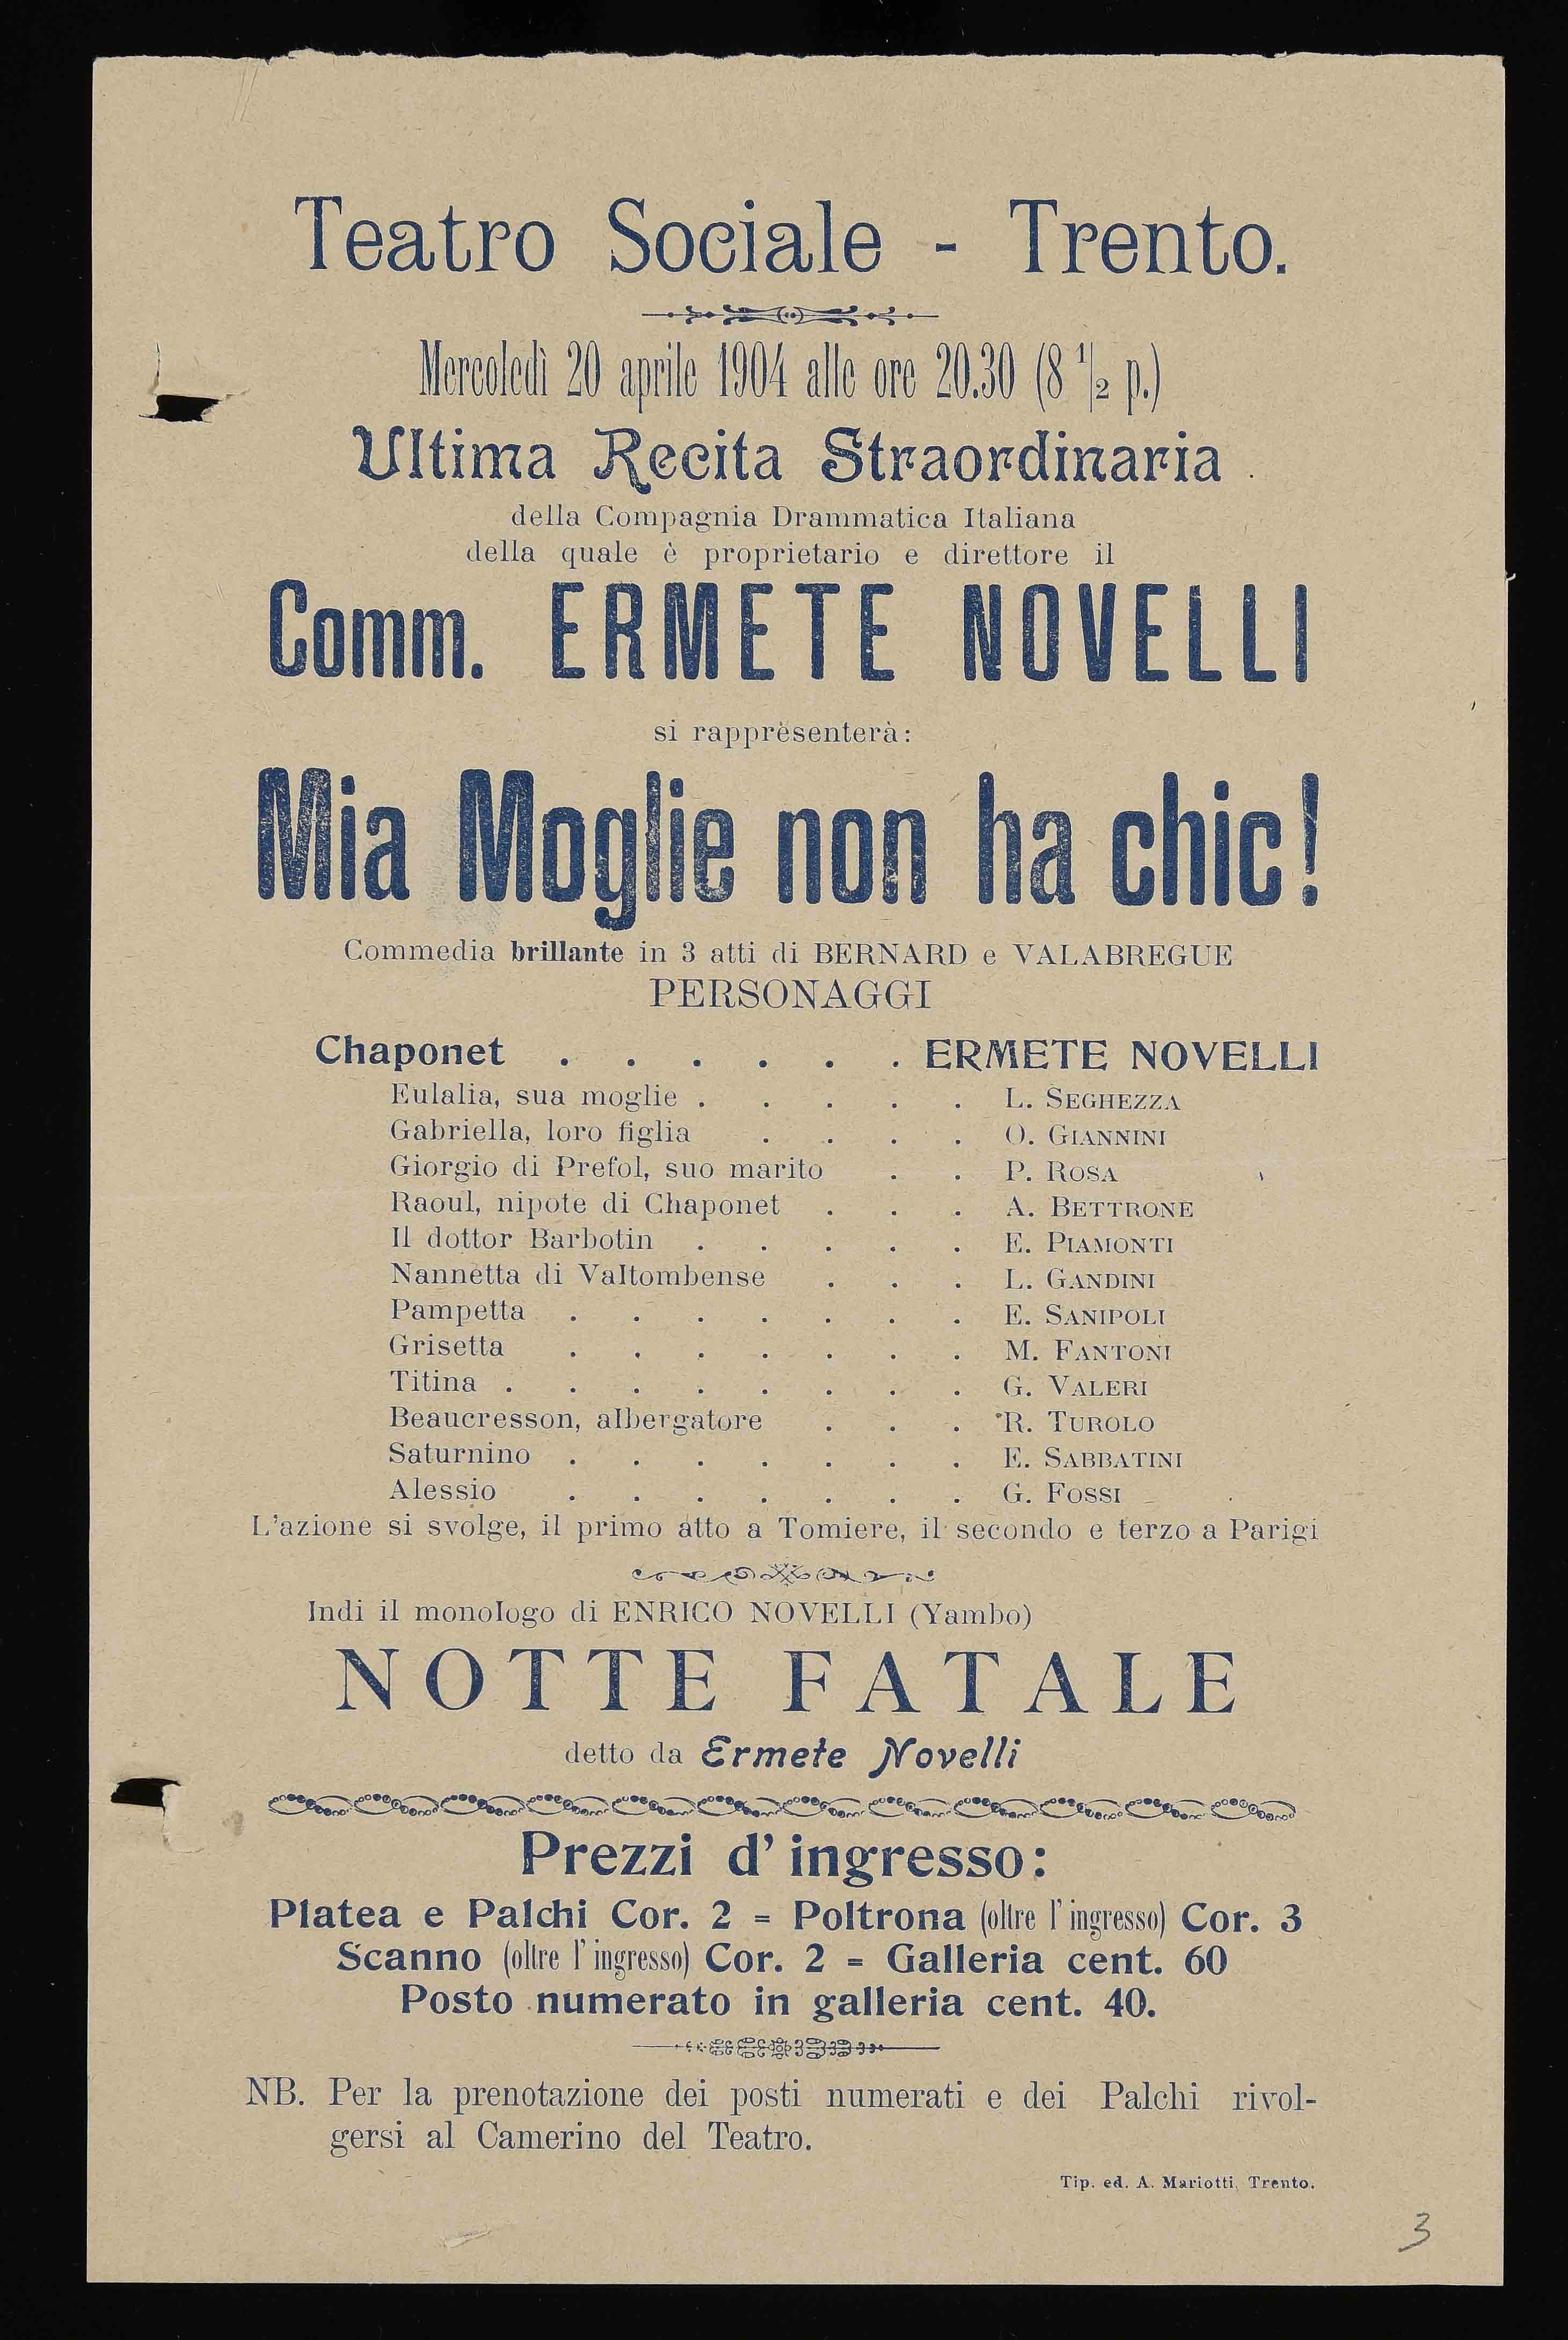 Teatro Sociale - Trento.
Mercoledì 20 aprile 1904 alle ore 20.30 (8 1/2 p.)
Ultima Recita Straordinaria
della Compagnia Drammatica Italiana
della quale è proprietario e direttore il
Comm. ERMETE NOVELLI
si rappresenterà:
Mia Moglie non ha chic!
Commedia brillante in 3 atti di BERNARD e VALABREGUE
PERSONAGGI
Chaponet . . . . . . ERMETE NOVELLI
Eulalia, sua moglie . . . . . L. SEGHEZZA
Gabriella, loro figlia . . . . O. GIANNINI
Giorgio di Prefol, suo marito . . P. ROSA
Raoul, nipote di Chaponet . . . A. BETTRONE
Il dottor Barbotin . . . . . E. PIAMONTI
Nannetta di Valtombense . . . L. GANDINI
Pampetta . . . . . . . E. SANIPOLI
Grisetta . . . . . . . M. FANTONI
Titina . . . . . . . . G. VALERI
Beaucresson, albergatore . . . R. TUROLO
Saturnino . . . . . . . E. SABBATINI
Alessio . . . . . . . G. FOSSI
L'azione si svolge, il primo atto a Tomiere, il secondo e terzo a Parigi
Indi il monologo di ENRICO NOVELLI (Yambo)
NOTTE FATALE
detto da Ermete Novelli
Prezzi d'ingresso:
Platea e Palchi Cor. 2 = Poltrona (oltre l'ingresso) Cor. 3
Scanno (oltre l'ingresso) Cor. 2 = Galleria cent. 60
Posto numerato in galleria cent. 40.
NB. Per la prenotazione dei posti numerati e dei Palchi rivol-
gersi al Camerino del Teatro.
Tip. ed. A. Mariotti, Trento.
3